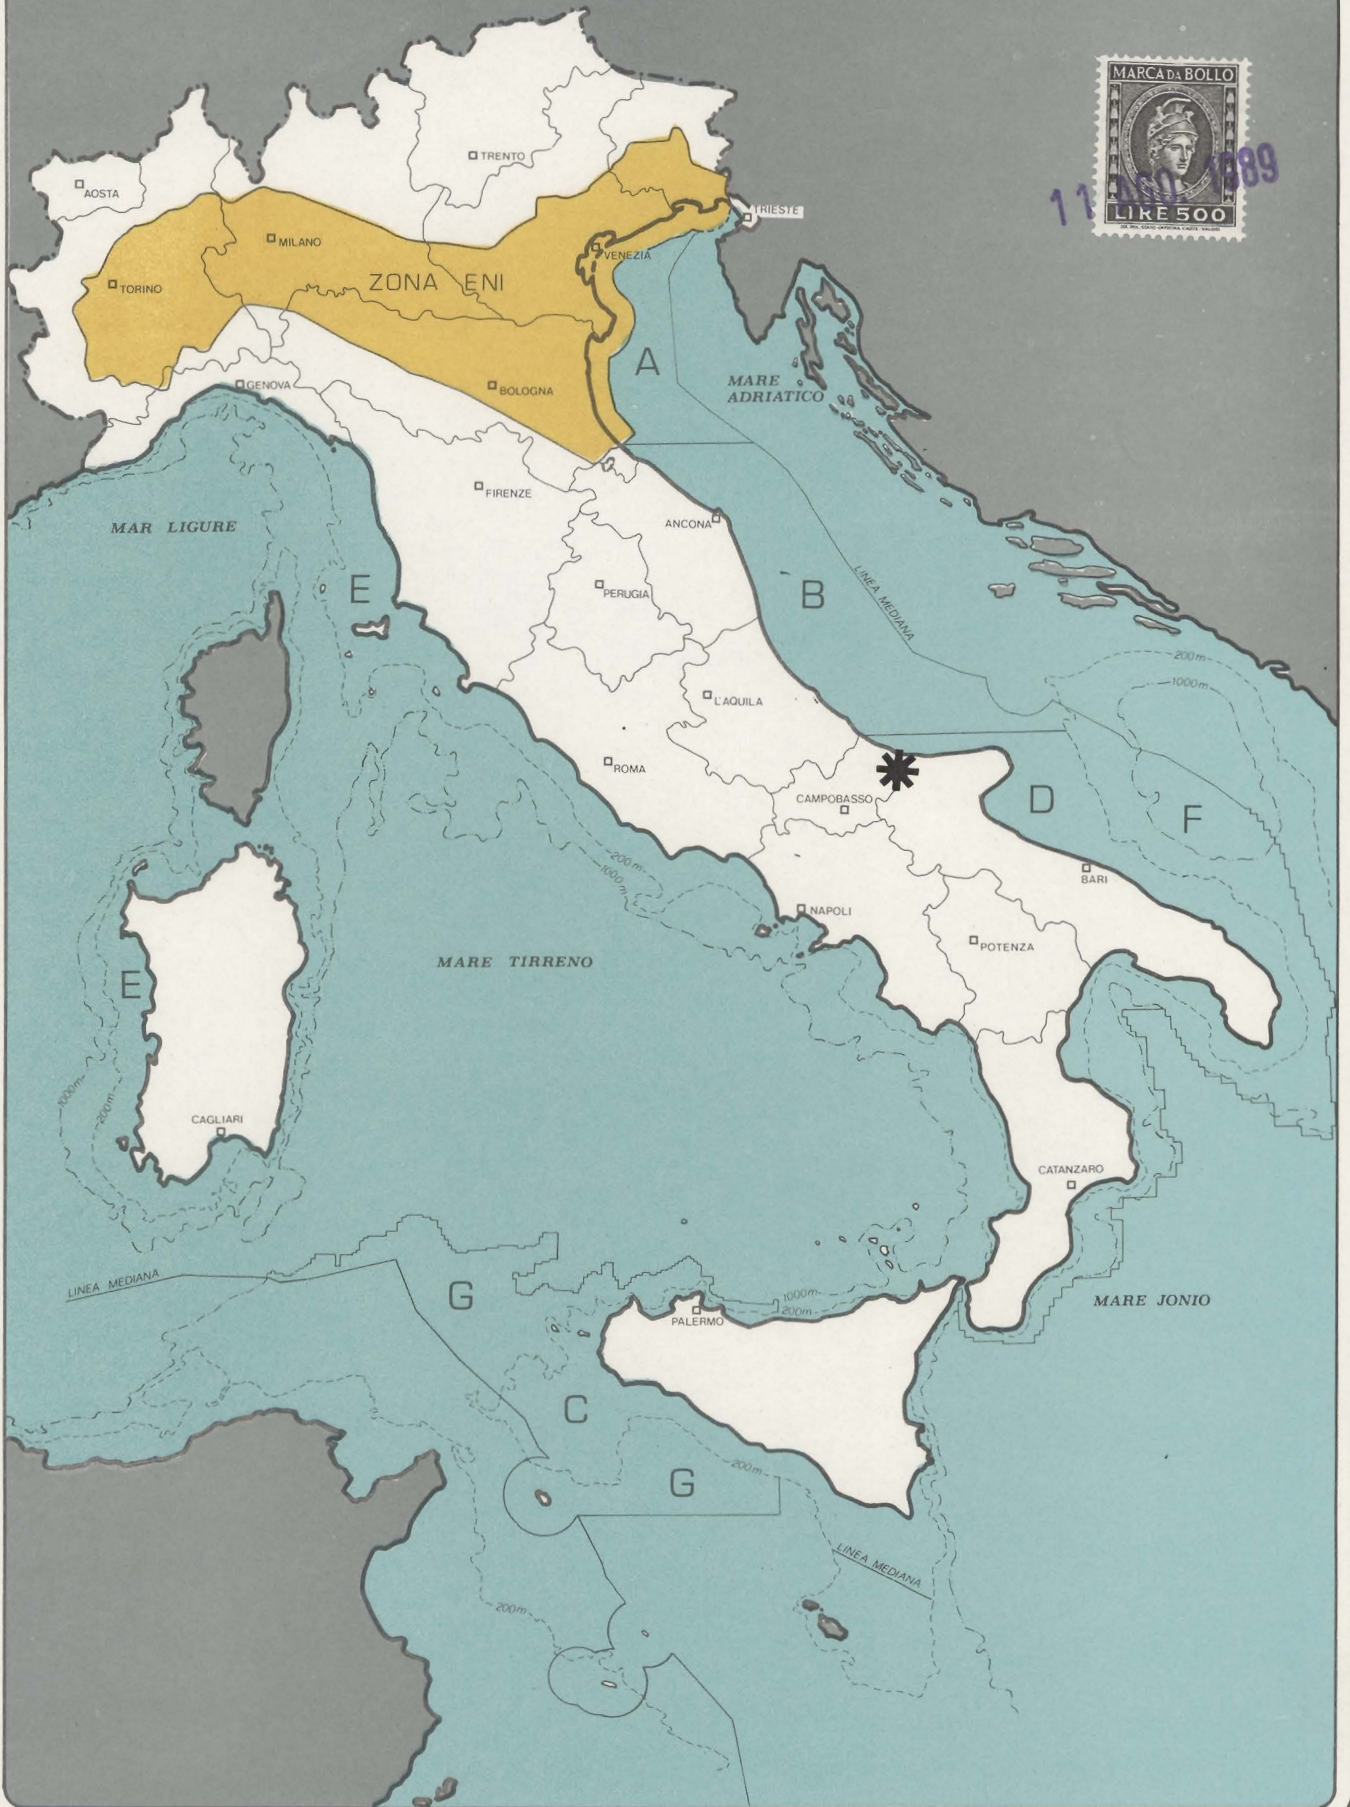 MARCA DA BOLLO
11 AGO. 1989
LIRE 500
TRENTO
AOSTA
TRIESTE
MILANO
VENEZIA
TORINO
ZONA ENI
A
GENOVA
BOLOGNA
MARE
ADRIATICO
FIRENZE
MAR LIGURE
ANCONA
E
PERUGIA
B
LINEA MEDIANA
200m
1000m
L'AQUILA
ROMA
CAMPOBASSO
D
F
200m
1000m
BARI
NAPOLI
POTENZA
MARE TIRRENO
E
1000m
200m
CAGLIARI
CATANZARO
LINEA MEDIANA
G
1000m
200m
PALERMO
MARE JONIO
C
200m
G
LINEA MEDIANA
200m